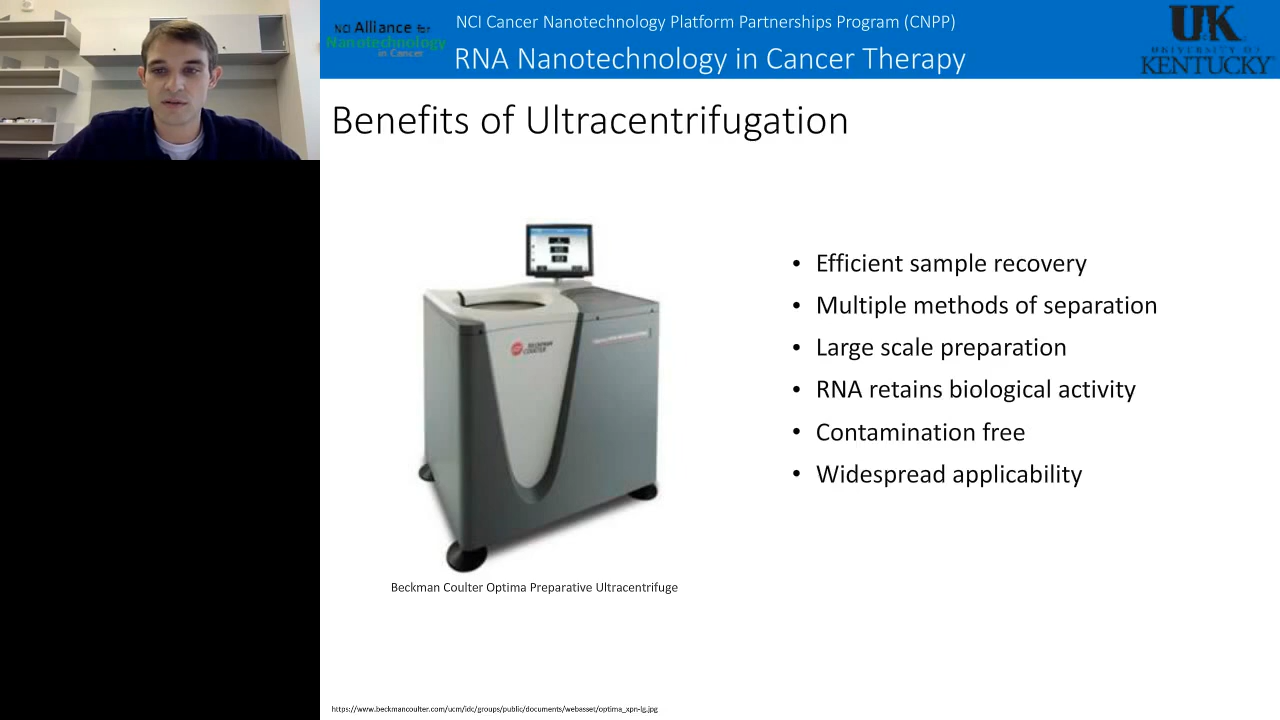 NCI Alliance for
Nanotechnology
in Cancer
NCI Cancer Nanotechnology Platform Partnerships Program (CNPP)
RNA Nanotechnology in Cancer Therapy
UK
UNIVERSITY OF
KENTUCKY
Benefits of Ultracentrifugation
BECKMAN
COULTER
• Efficient sample recovery
• Multiple methods of separation
• Large scale preparation
• RNA retains biological activity
• Contamination free
• Widespread applicability
Beckman Coulter Optima Preparative Ultracentrifuge
https://www.beckmancoulter.com/ucm/idc/groups/public/documents/webasset/optima_xpn-lg.jpg